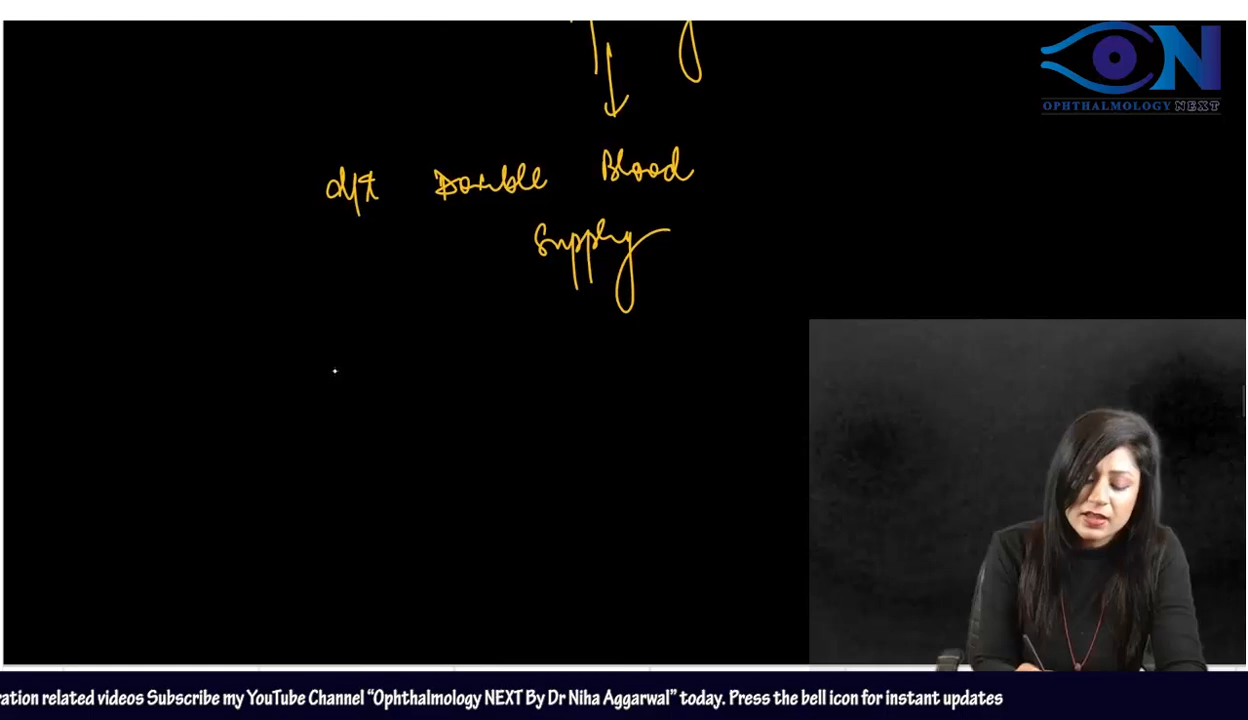 OPHTHALMOLOGY NEXT
d/t Double Blood
Supply
ration related videos Subscribe my YouTube Channel “Ophthalmology NEXT By Dr Niha Aggarwal” today. Press the bell icon for instant updates